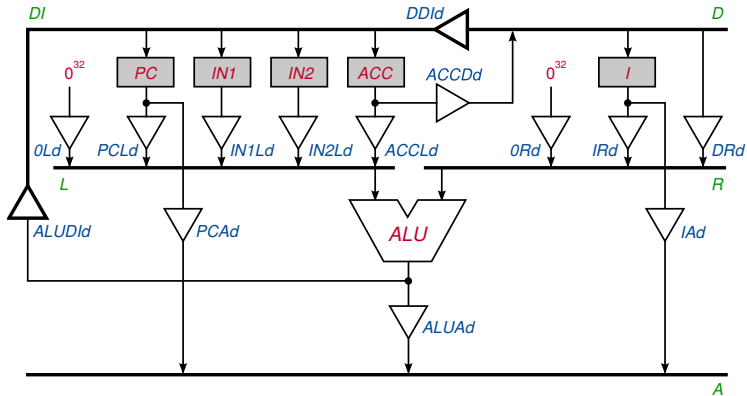 DI DDId D
0³² PC IN1 IN2 ACC ACCDd 0³² I
0Ld PCLd IN1Ld IN2Ld ACCLd 0Rd IRd DRd
L R
ALUDId PCAd ALU IAd
ALUAd
A